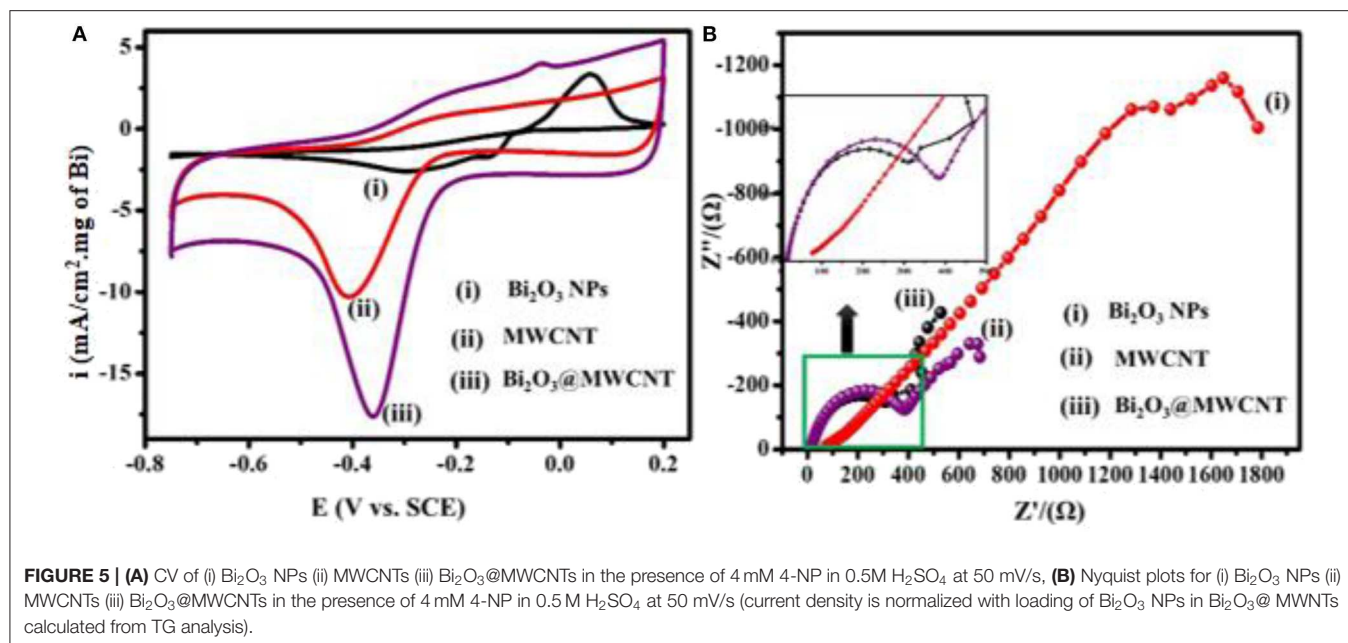 A
5
0
-5
-10
-15
-0.8
-0.6
-0.4
-0.2
0.0
0.2
i (mA/cm².mg of Bi)
E (V vs. SCE)
(i)
(ii)
(iii)
(i) Bi₂O₃ NPs
(ii) MWCNT
(iii) Bi₂O₃@MWCNT
B
-1200
-1000
-800
-600
-400
-200
0
0 200 400 600 800 1000 1200 1400 1600 1800
Z''/(Ω)
Z'/(Ω)
100 200 300 400 500
(i)
(iii)
(ii)
(i) Bi₂O₃ NPs
(ii) MWCNT
(iii) Bi₂O₃@MWCNT
FIGURE 5 | (A) CV of (i) Bi₂O₃ NPs (ii) MWCNTs (iii) Bi₂O₃@MWCNTs in the presence of 4 mM 4-NP in 0.5M H₂SO₄ at 50 mV/s, (B) Nyquist plots for (i) Bi₂O₃ NPs (ii)
MWCNTs (iii) Bi₂O₃@MWCNTs in the presence of 4 mM 4-NP in 0.5 M H₂SO₄ at 50 mV/s (current density is normalized with loading of Bi₂O₃ NPs in Bi₂O₃@ MWNTs
calculated from TG analysis).